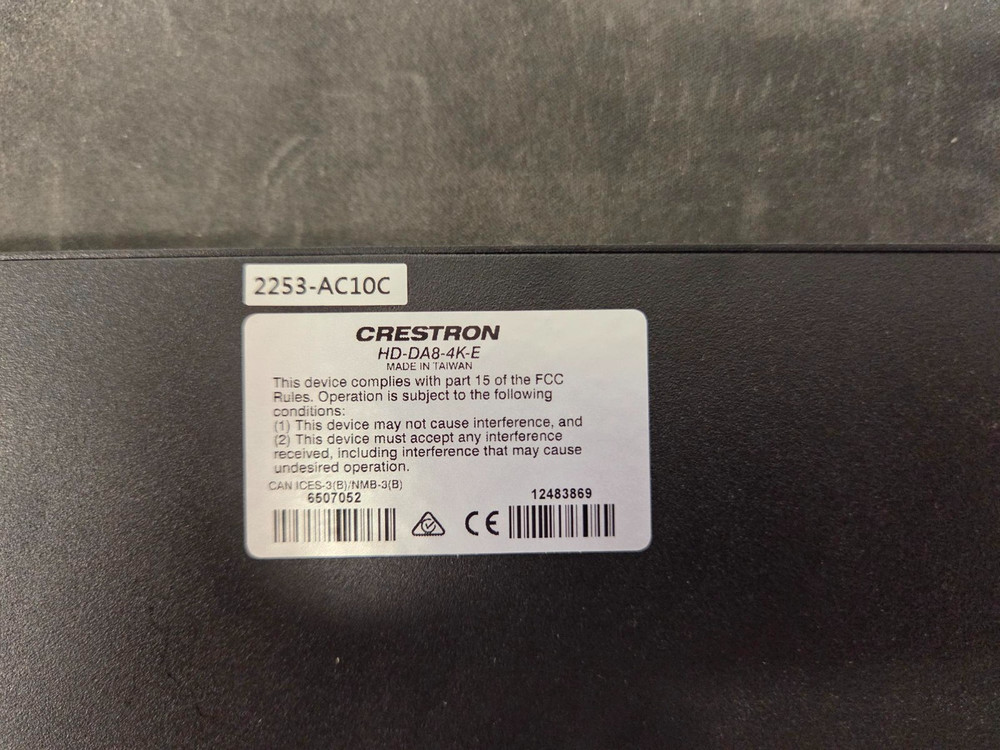 2253-AC10C
CRESTRON
HD-DA8-4K-E
MADE IN TAIWAN
This device complies with part 15 of the FCC
Rules. Operation is subject to the following
conditions:
(1) This device may not cause interference, and
(2) This device must accept any interference
received, including interference that may cause
undesired operation.
CAN ICES-3(B)/NMB-3(B)
6507052
12483869
CE